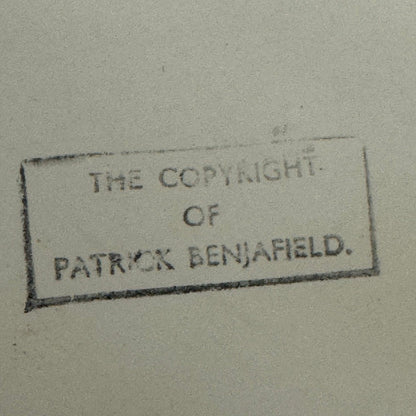 THE COPYRIGHT
OF
PATRICK BENJAFIELD.